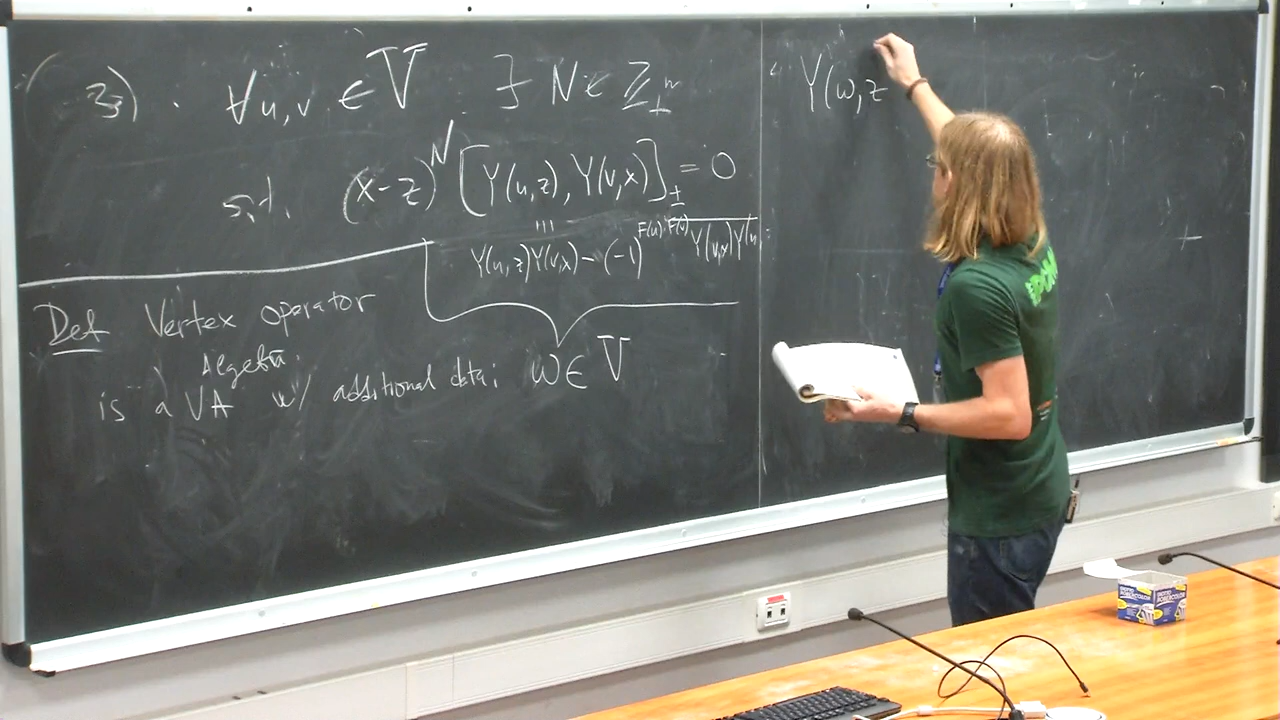 3) . ∀u,v ∈ V ∃ N ∈ ℤ₊
s.t. (x-z)^N [Y(u,z), Y(v,x)]_± = 0
Y(u,z)Y(v,x) - (-1)^{F(u)·F(v)} Y(v,x)Y(u,
Def Vertex operator
algebra.
is a VA w/ additional data: ω ∈ V
Y(ω,z